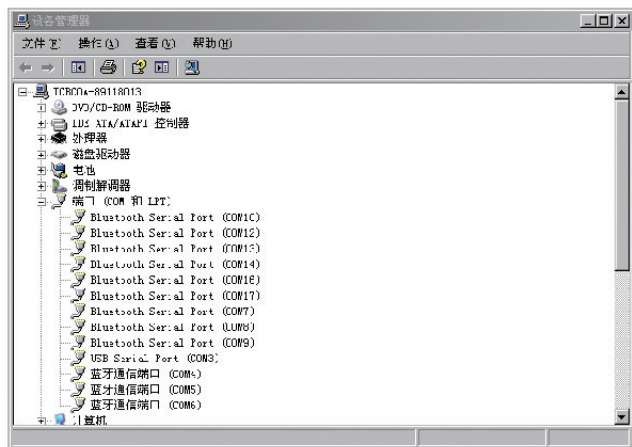 设备管理器
文件(F) 操作(A) 查看(V) 帮助(H)
TCBCOA-89118013
DVD/CD-ROM 驱动器
IDE ATA/ATAPI 控制器
处理器
磁盘驱动器
电池
调制解调器
端口 (COM 和 LPT)
Bluetooth Serial Port (COM10)
Bluetooth Serial Port (COM12)
Bluetooth Serial Port (COM13)
Bluetooth Serial Port (COM14)
Bluetooth Serial Port (COM16)
Bluetooth Serial Port (COM17)
Bluetooth Serial Port (COM7)
Bluetooth Serial Port (COM8)
Bluetooth Serial Port (COM9)
USB Serial Port (COM3)
蓝牙通信端口 (COM4)
蓝牙通信端口 (COM5)
蓝牙通信端口 (COM6)
计算机